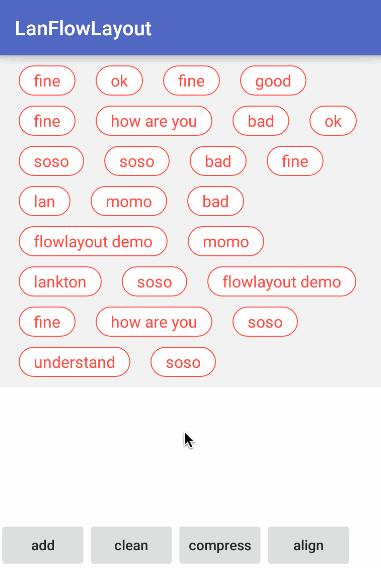 LanFlowLayout
fine ok fine good
fine how are you bad ok
soso soso bad fine
lan momo bad
flowlayout demo momo
lankton soso flowlayout demo
fine how are you soso
understand soso
add clean compress align